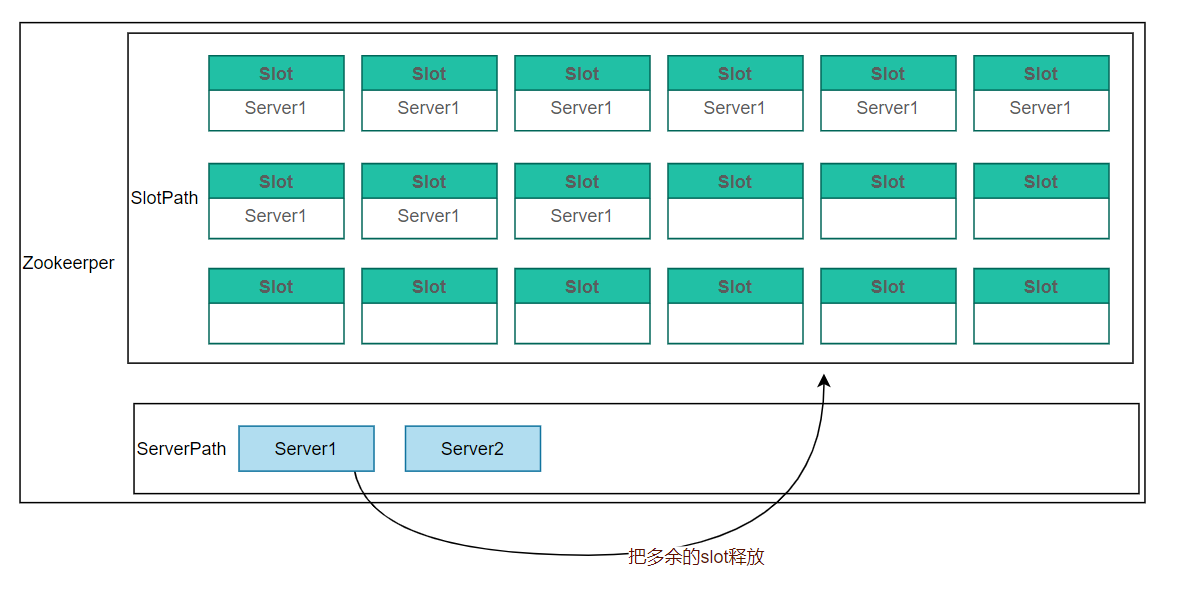 Slot Slot Slot Slot Slot Slot
Server1 Server1 Server1 Server1 Server1 Server1
Slot Slot Slot Slot Slot Slot
SlotPath
Server1 Server1 Server1
Zookeerper
Slot Slot Slot Slot Slot Slot
ServerPath Server1 Server2
把多余的slot释放